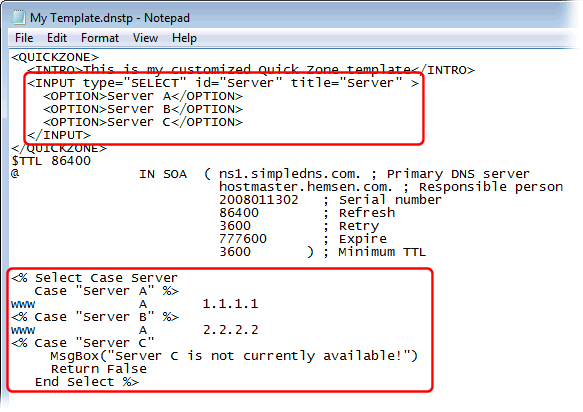 My Template.dnstp - Notepad
File Edit Format View Help
<QUICKZONE>
  <INTRO>This is my customized Quick Zone template</INTRO>
  <INPUT type="SELECT" id="Server" title="Server" >
    <OPTION>Server A</OPTION>
    <OPTION>Server B</OPTION>
    <OPTION>Server C</OPTION>
  </INPUT>
</QUICKZONE>
$TTL 86400
@               IN SOA  ( ns1.simpledns.com. ; Primary DNS server
                          hostmaster.hemsen.com. ; Responsible person
                          2008011302   ; Serial number
                          86400        ; Refresh
                          3600         ; Retry
                          777600       ; Expire
                          3600       ) ; Minimum TTL
<% Select Case Server
   Case "Server A" %>
www             A       1.1.1.1
<% Case "Server B" %>
www             A       2.2.2.2
<% Case "Server C"
     MsgBox("Server C is not currently available!")
     Return False
   End Select %>